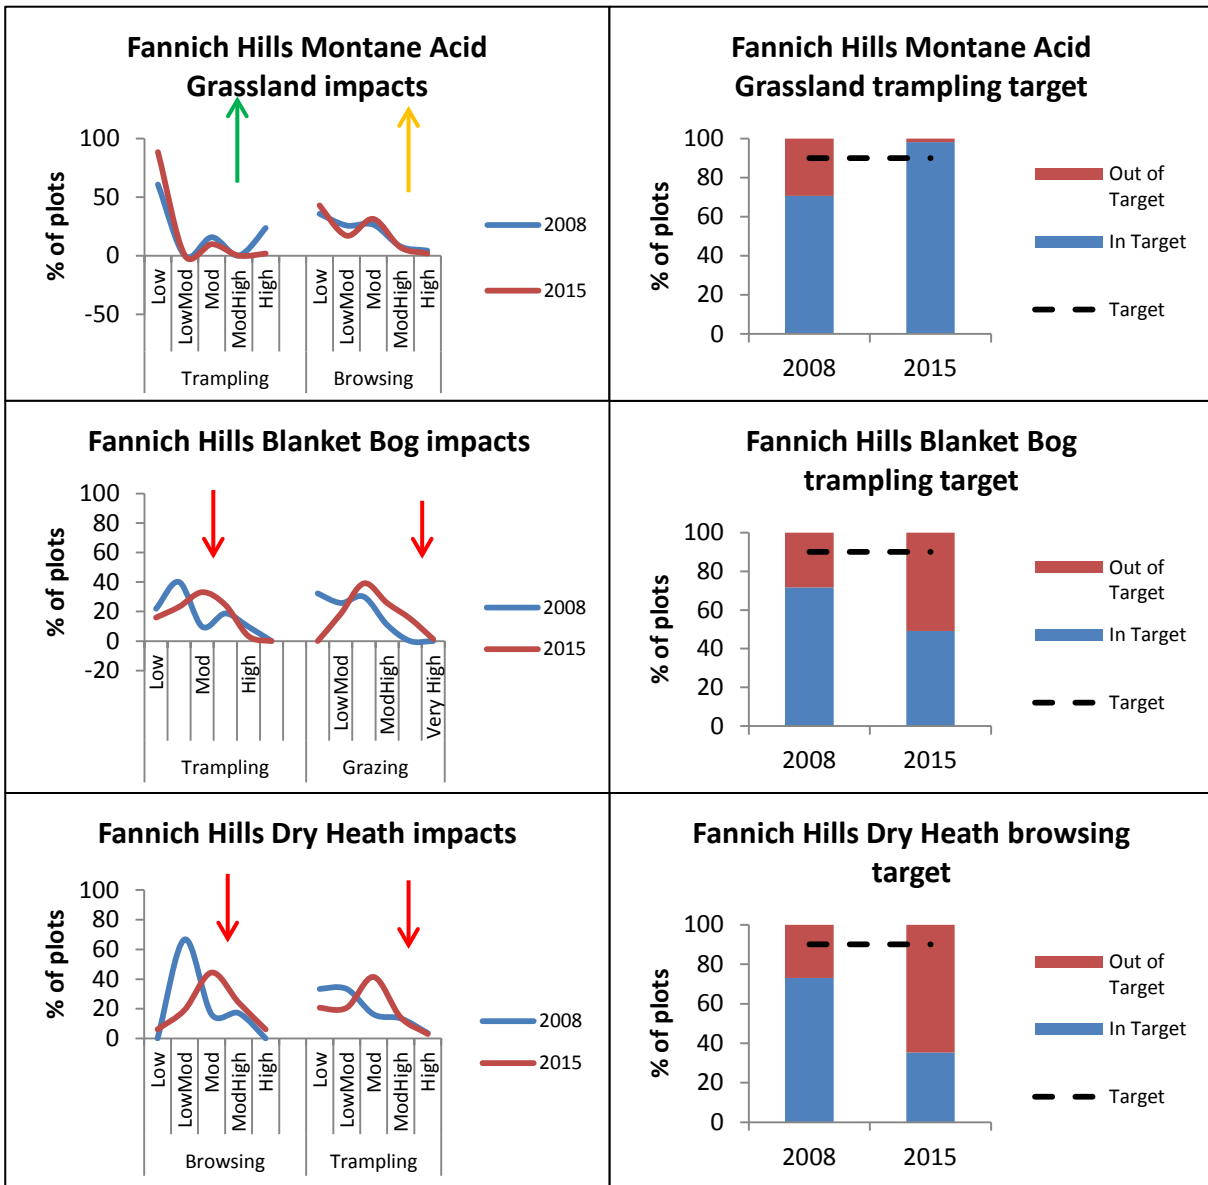 Fannich Hills Montane Acid
Grassland impacts
% of plots
100
50
0
-50
Low
LowMod
Mod
ModHigh
High
Low
LowMod
Mod
ModHigh
High
Trampling
Browsing
2008
2015
Fannich Hills Montane Acid
Grassland trampling target
% of plots
100
80
60
40
20
0
2008
2015
Out of
Target
In Target
Target
Fannich Hills Blanket Bog impacts
% of plots
100
80
60
40
20
0
-20
Low
Mod
High
LowMod
ModHigh
Very High
Trampling
Grazing
2008
2015
Fannich Hills Blanket Bog
trampling target
% of plots
100
80
60
40
20
0
2008
2015
Out of
Target
In Target
Target
Fannich Hills Dry Heath impacts
% of plots
100
80
60
40
20
0
Low
LowMod
Mod
ModHigh
High
Low
LowMod
Mod
ModHigh
High
Browsing
Trampling
2008
2015
Fannich Hills Dry Heath browsing
target
% of plots
100
80
60
40
20
0
2008
2015
Out of
Target
In Target
Target